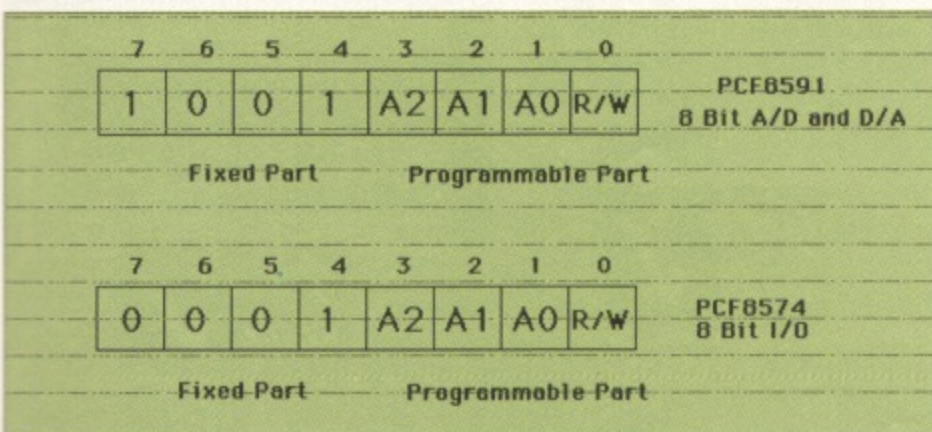 7 6 5 4 3 2 1 0
1 0 0 1 A2 A1 A0 R/W
PCF8591
8 Bit A/D and D/A
Fixed Part Programmable Part
7 6 5 4 3 2 1 0
0 0 0 1 A2 A1 A0 R/W
PCF8574
8 Bit I/O
Fixed Part Programmable Part